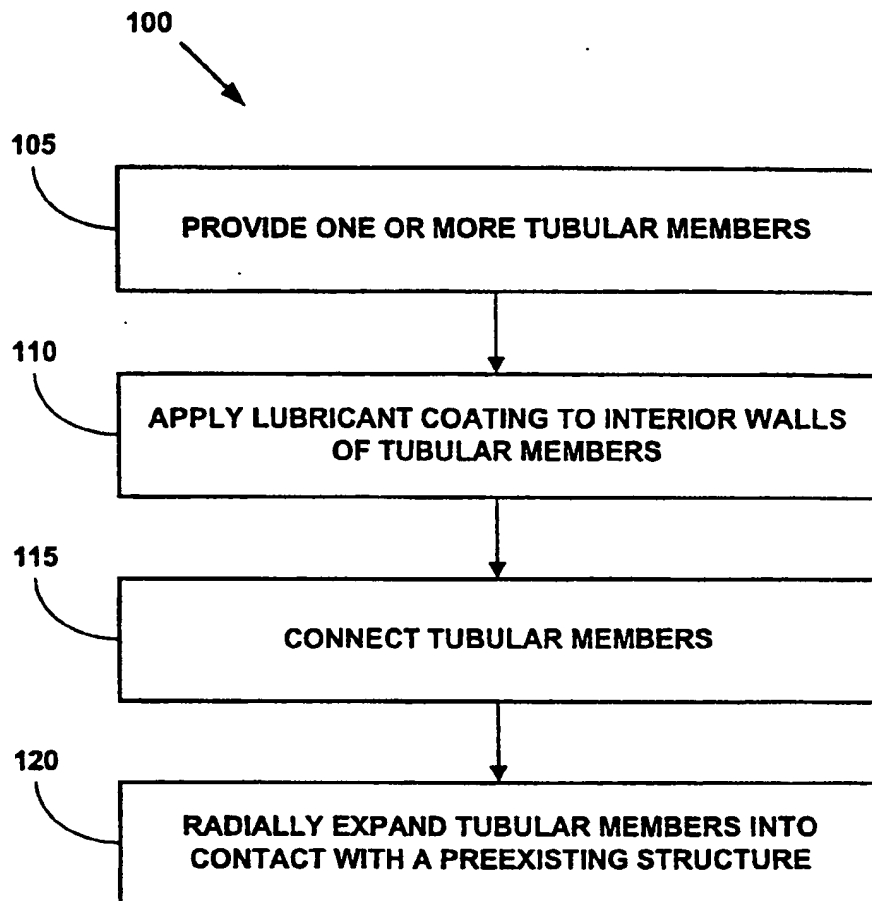 100
105
PROVIDE ONE OR MORE TUBULAR MEMBERS
110
APPLY LUBRICANT COATING TO INTERIOR WALLS
OF TUBULAR MEMBERS
115
CONNECT TUBULAR MEMBERS
120
RADIALLY EXPAND TUBULAR MEMBERS INTO
CONTACT WITH A PREEXISTING STRUCTURE